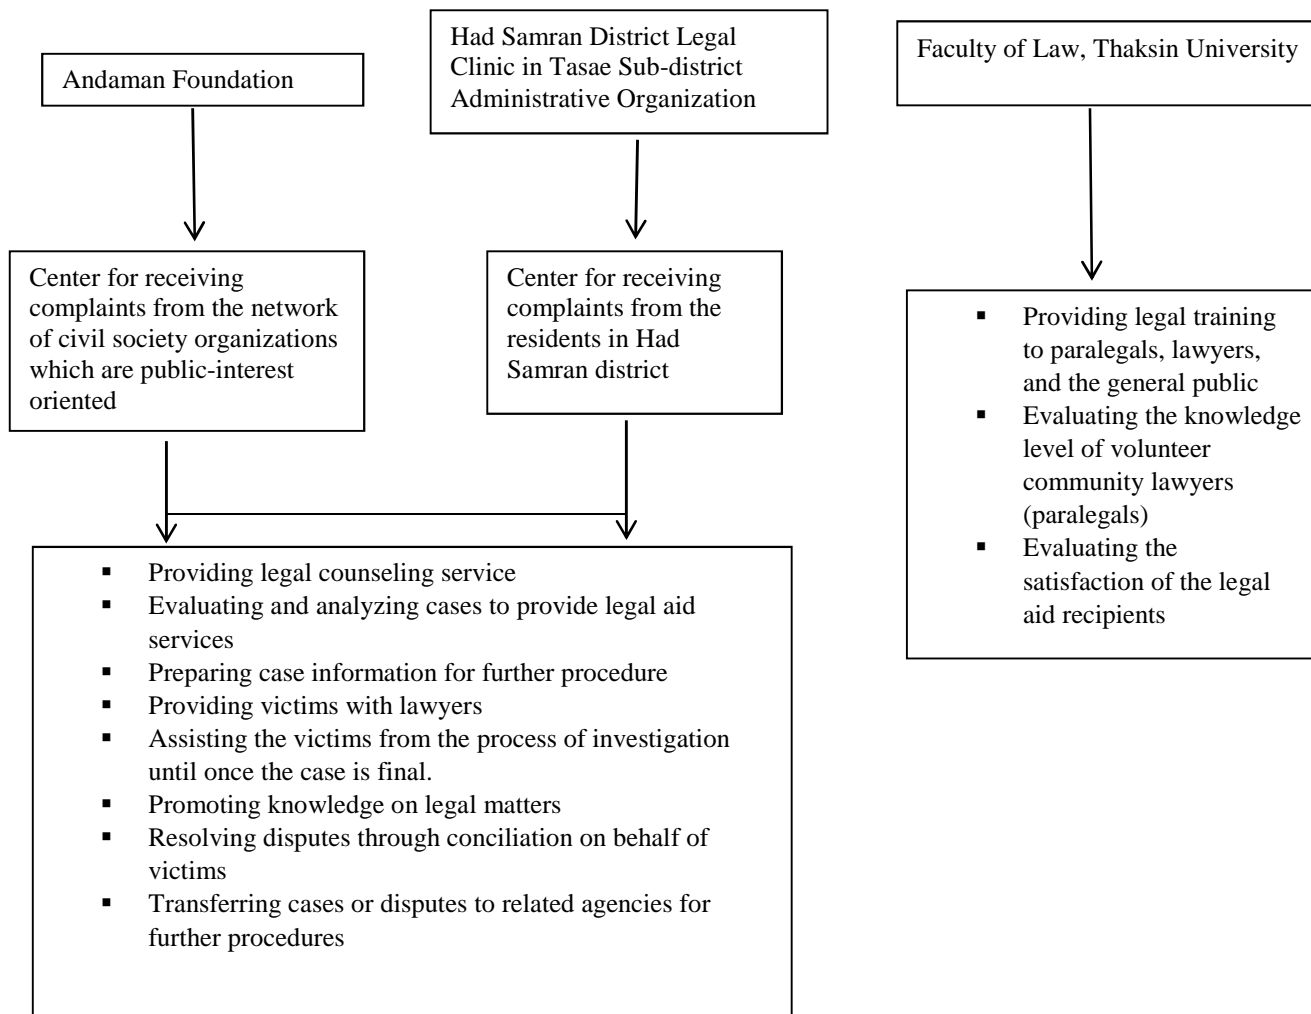 Andaman Foundation
Had Samran District Legal
Clinic in Tasae Sub-district
Administrative Organization
Faculty of Law, Thaksin University
Center for receiving
complaints from the network
of civil society organizations
which are public-interest
oriented
Center for receiving
complaints from the
residents in Had
Samran district
▪ Providing legal training
to paralegals, lawyers,
and the general public
▪ Evaluating the knowledge
level of volunteer
community lawyers
(paralegals)
▪ Evaluating the
satisfaction of the legal
aid recipients
▪ Providing legal counseling service
▪ Evaluating and analyzing cases to provide legal aid
services
▪ Preparing case information for further procedure
▪ Providing victims with lawyers
▪ Assisting the victims from the process of investigation
until once the case is final.
▪ Promoting knowledge on legal matters
▪ Resolving disputes through conciliation on behalf of
victims
▪ Transferring cases or disputes to related agencies for
further procedures